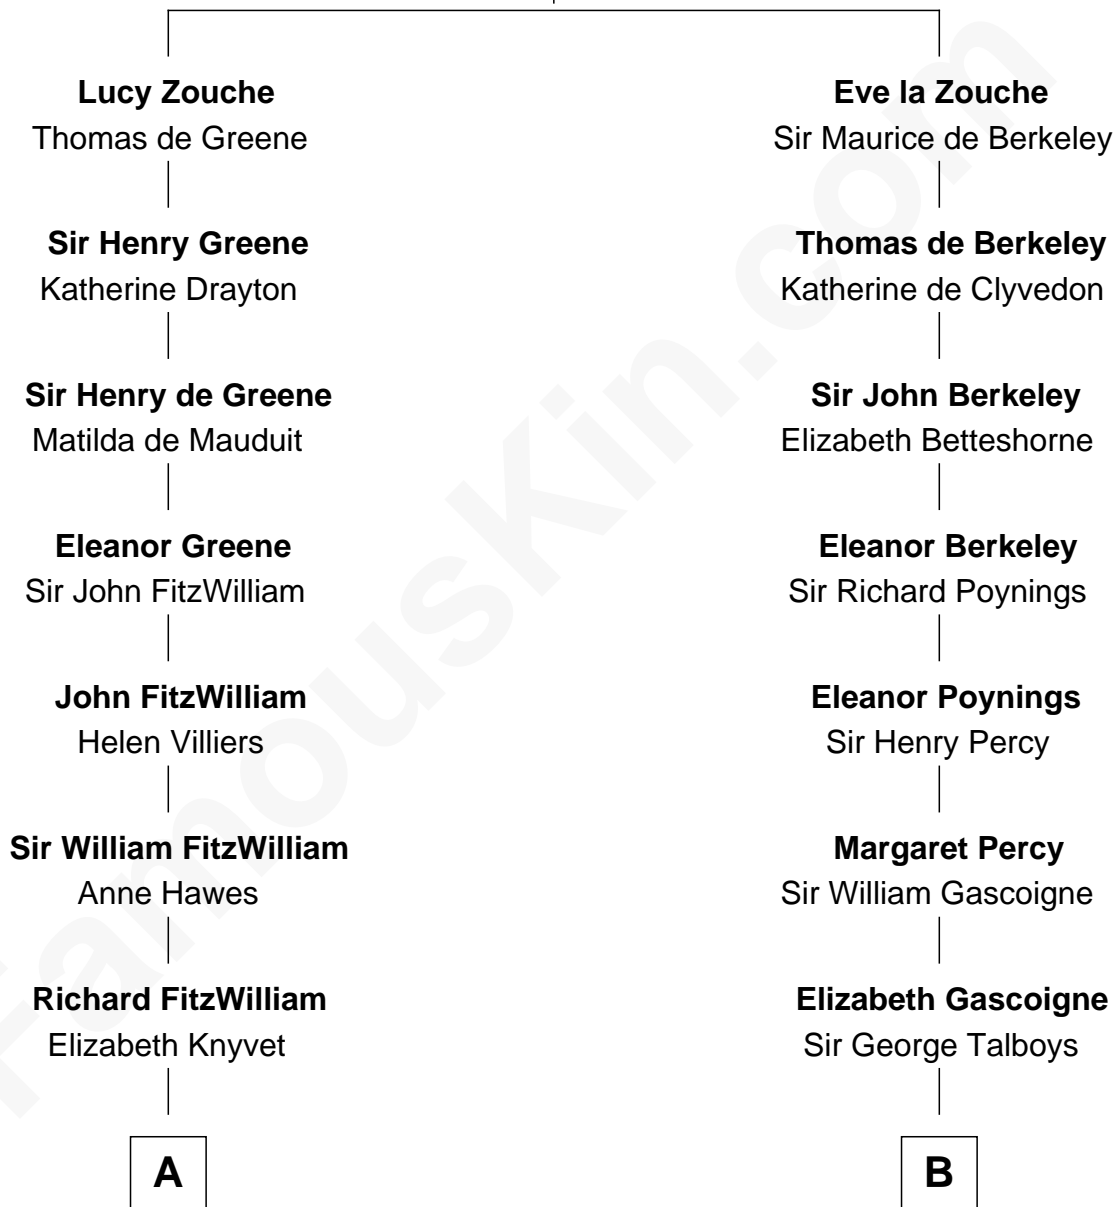 Lucy Zouche
Thomas de Greene
Eve la Zouche
Sir Maurice de Berkeley
Sir Henry Greene
Katherine Drayton
Thomas de Berkeley
Katherine de Clyvedon
Sir Henry de Greene
Matilda de Mauduit
Sir John Berkeley
Elizabeth Betteshorne
Eleanor Greene
Sir John FitzWilliam
Eleanor Berkeley
Sir Richard Poynings
John FitzWilliam
Helen Villiers
Eleanor Poynings
Sir Henry Percy
Sir William FitzWilliam
Anne Hawes
Margaret Percy
Sir William Gascoigne
Richard FitzWilliam
Elizabeth Knyvet
Elizabeth Gascoigne
Sir George Talboys
A
B
FamousKin.com